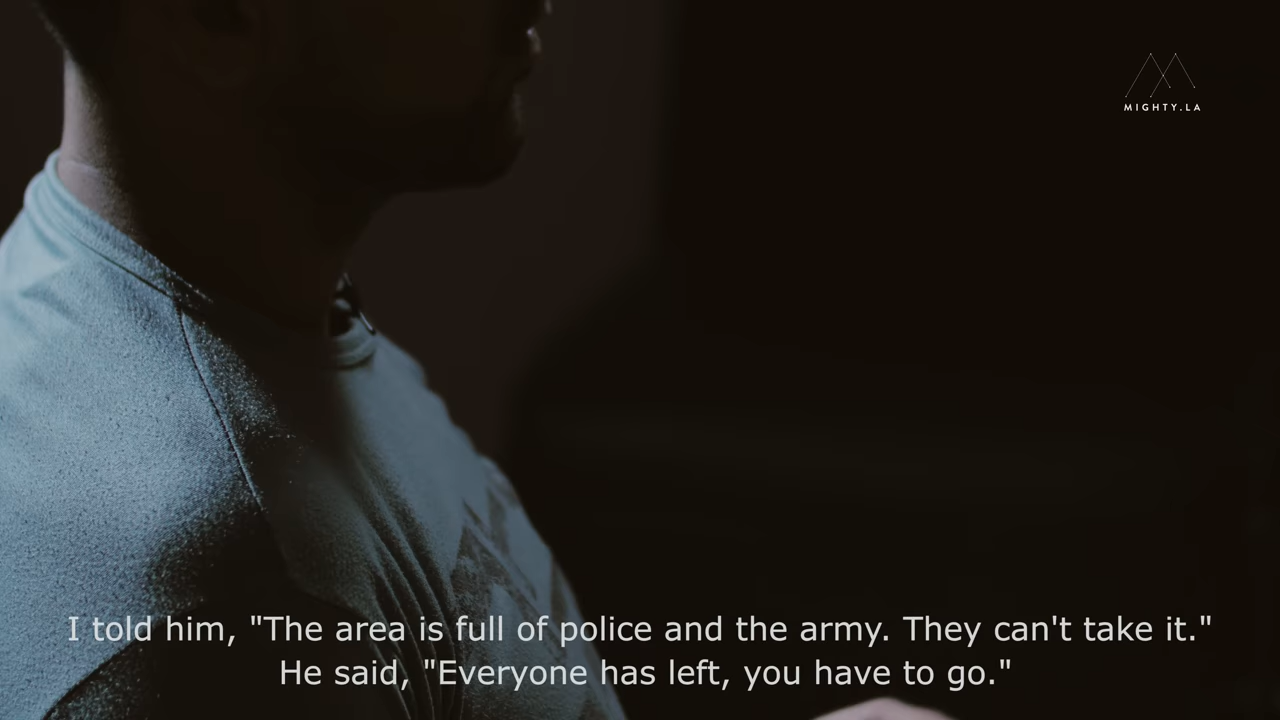 MIGHTY.LA
I told him, "The area is full of police and the army. They can't take it."
He said, "Everyone has left, you have to go."